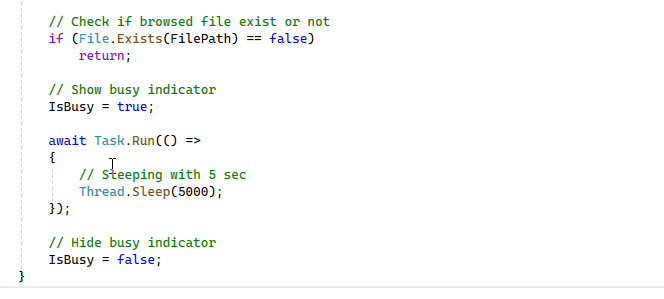 // Check if browsed file exist or not
if (File.Exists(FilePath) == false)
return;
// Show busy indicator
IsBusy = true;
await Task.Run(() =>
{
// Sleeping with 5 sec
Thread.Sleep(5000);
});
// Hide busy indicator
IsBusy = false;
}